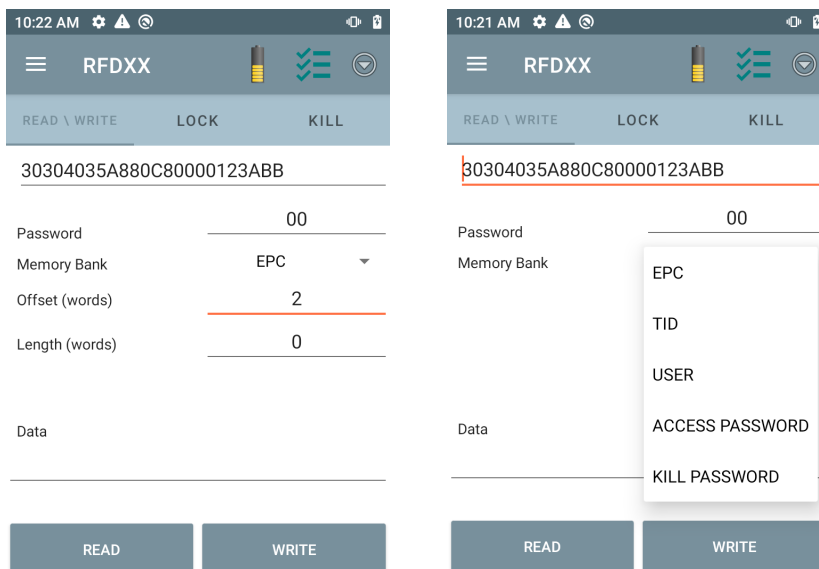 10:22 AM
RFDXX
READ \ WRITE LOCK KILL
30304035A880C80000123ABB
Password 00
Memory Bank EPC
Offset (words) 2
Length (words) 0
Data
READ WRITE
10:21 AM
RFDXX
READ \ WRITE LOCK KILL
30304035A880C80000123ABB
Password 00
Memory Bank
EPC
TID
USER
Data
ACCESS PASSWORD
KILL PASSWORD
READ WRITE